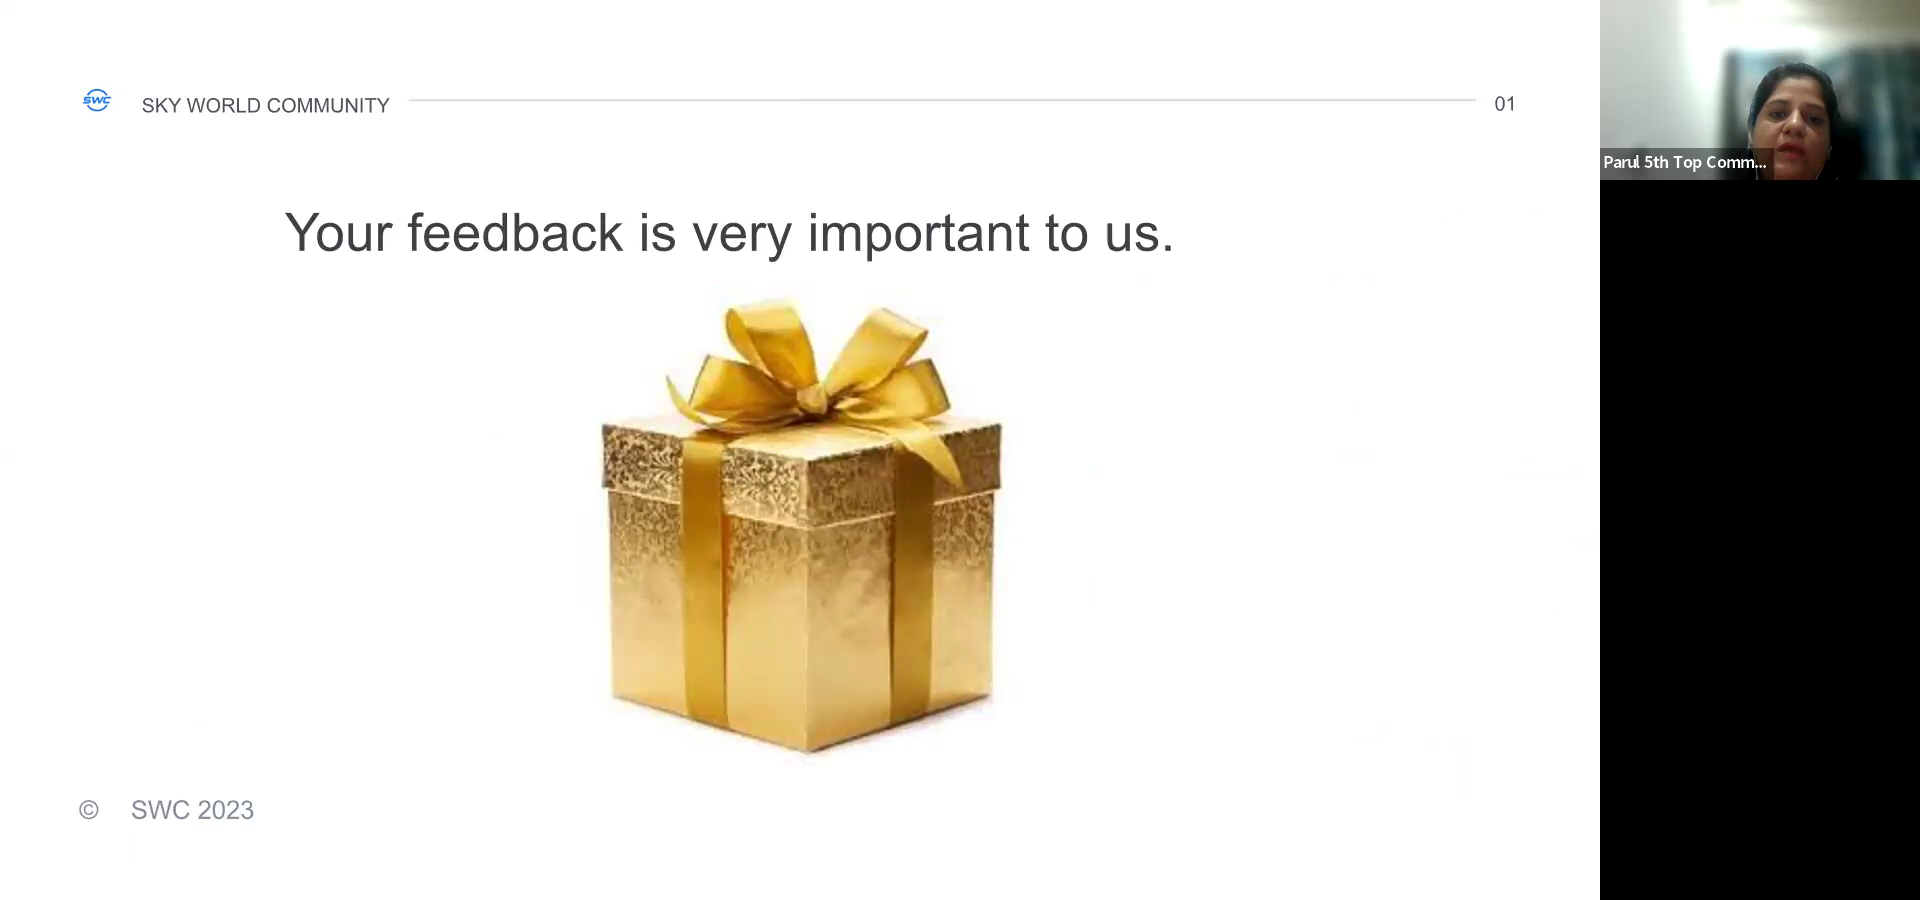 SWC
SKY WORLD COMMUNITY
01
Parul 5th Top Comm...
Your feedback is very important to us.
© SWC 2023